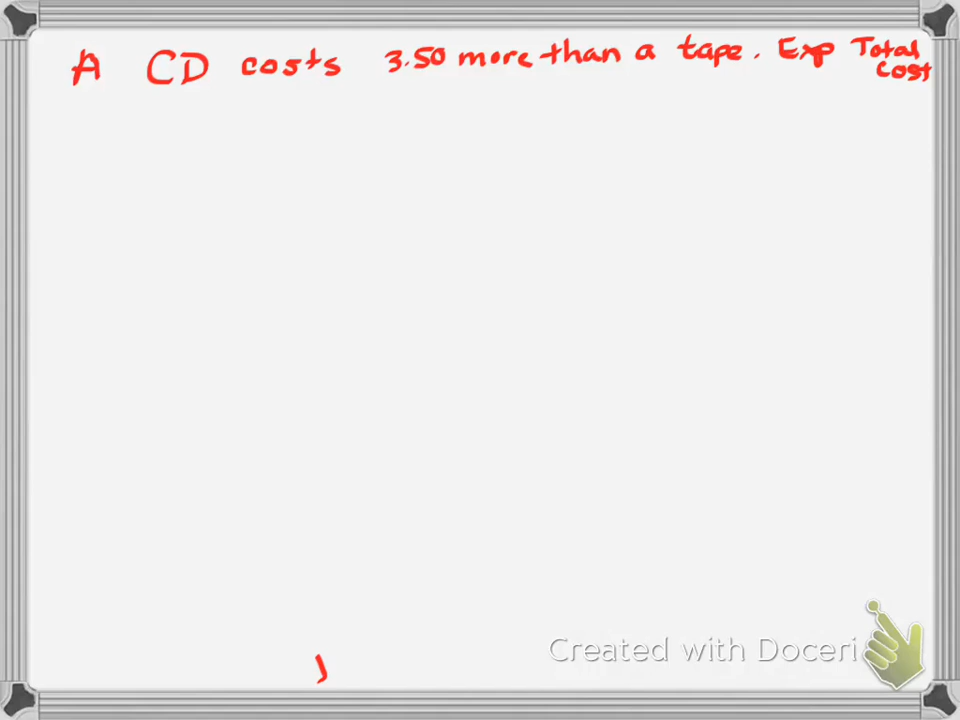 A CD costs 3.50 more than a tape. Exp Total
cost
Created with Doceri